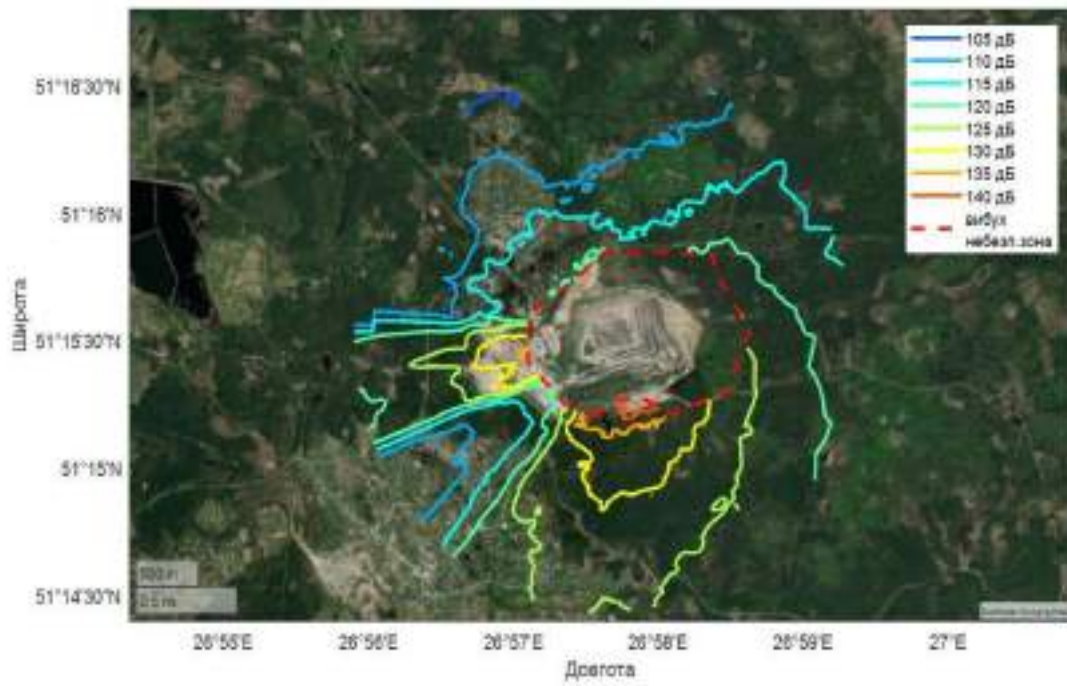 105 дБ
110 дБ
115 дБ
120 дБ
125 дБ
130 дБ
135 дБ
140 дБ
вибух
небезп.зона
51°16'30"N
51°16'N
51°15'30"N
51°15'N
51°14'30"N
Широта
26°55'E
26°56'E
26°57'E
26°58'E
26°59'E
27°E
Довгота